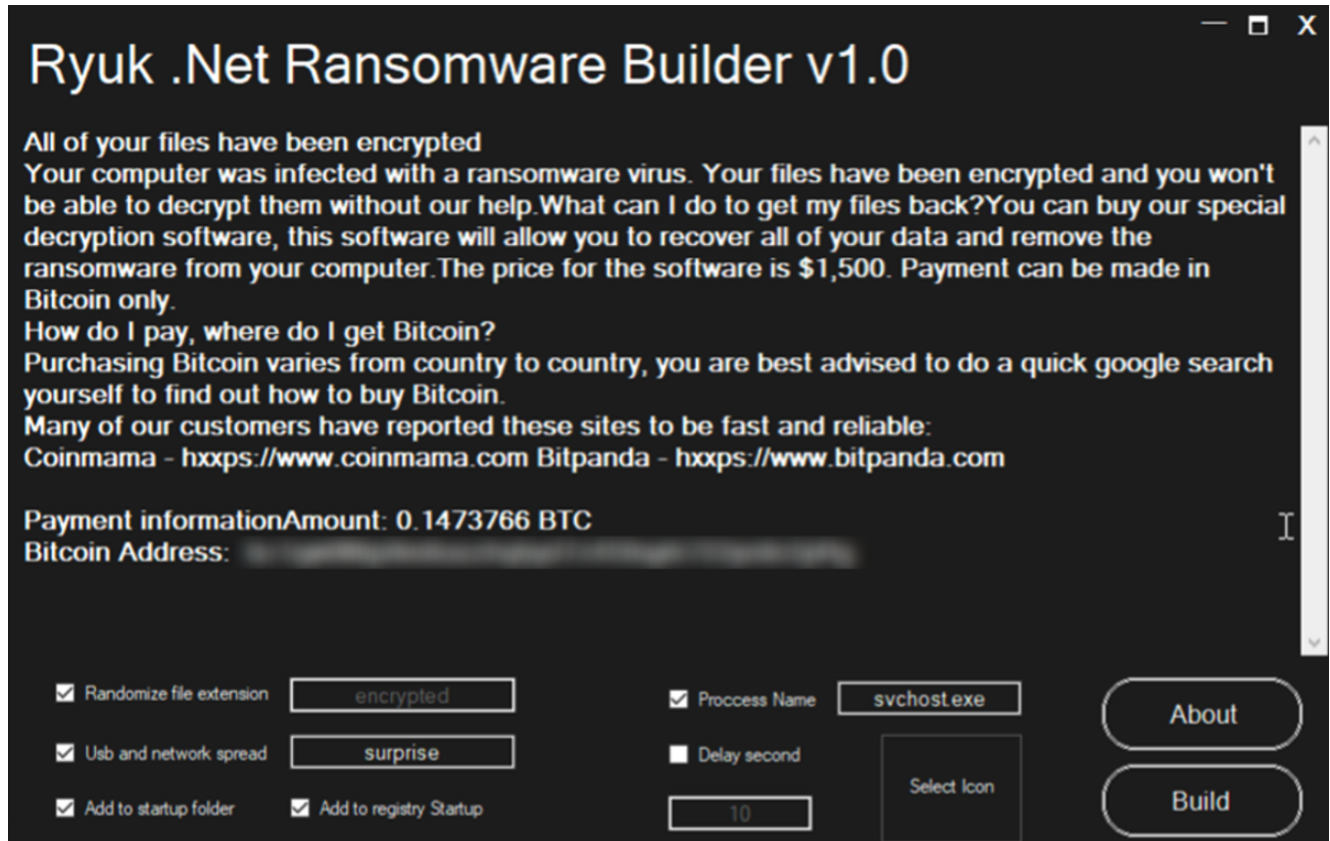 Ryuk .Net Ransomware Builder v1.0
All of your files have been encrypted
Your computer was infected with a ransomware virus. Your files have been encrypted and you won't
be able to decrypt them without our help.What can I do to get my files back?You can buy our special
decryption software, this software will allow you to recover all of your data and remove the
ransomware from your computer.The price for the software is $1,500. Payment can be made in
Bitcoin only.
How do I pay, where do I get Bitcoin?
Purchasing Bitcoin varies from country to country, you are best advised to do a quick google search
yourself to find out how to buy Bitcoin.
Many of our customers have reported these sites to be fast and reliable:
Coinmama - hxxps://www.coinmama.com Bitpanda - hxxps://www.bitpanda.com
Payment informationAmount: 0.1473766 BTC
Bitcoin Address:
Randomize file extension encrypted
Proccess Name svchost.exe
About
Usb and network spread surprise
Delay second
Select Icon
Add to startup folder Add to registry Startup
10
Build